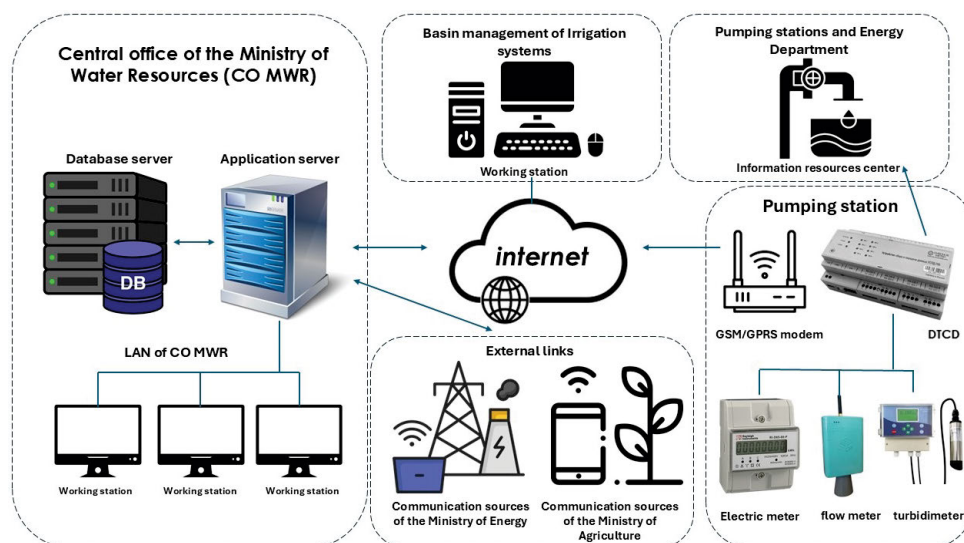 Central office of the Ministry of
Water Resources (CO MWR)
Database server
Application server
DB
LAN of CO MWR
Working station
Working station
Working station
Basin management of Irrigation
systems
Working station
internet
External links
Communication sources
of the Ministry of Energy
Communication sources
of the Ministry of
Agriculture
Pumping stations and Energy
Department
Information resources center
Pumping station
GSM/GPRS modem
DTCD
Electric meter
flow meter
turbidimeter